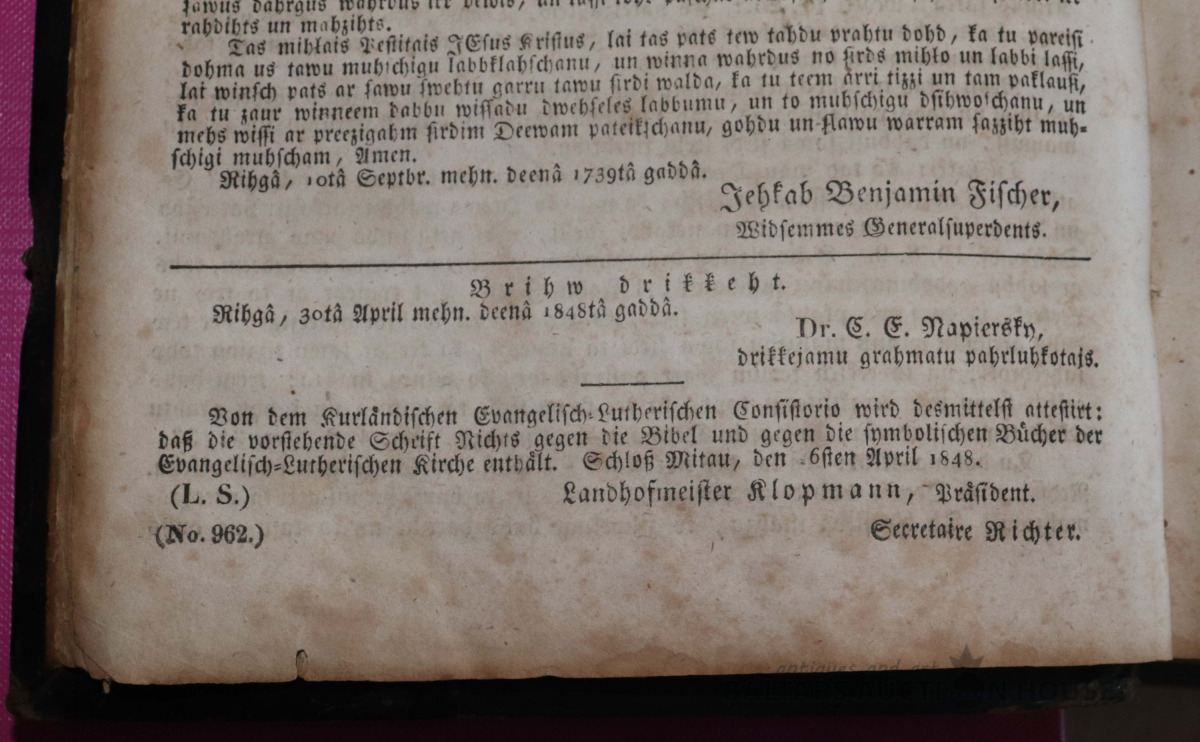 rahdihts un mahzihts.
Tas mihlais Pestitais JEsus Kristus, lai tas pats tew tahdu prahtu dohd, ka tu pareisi
dohma us tawu muhschigu labbklahschanu, un winna wahrdus no sirds mihlo un labbi lassi,
lai winsch pats ar sawu swehtu garru tawu sirdi walda, ka tu teem arri tizzi un tam paklausi,
ka tu zaur winneem dabbu wissadu dwehseles labbumu, un to muhschigu dsihwoschanu, un
mehs wissi ar preezigahm sirdim Deewam pateikschanu, gohdu un slawu warram sazziht muh-
schigi muhscham, Amen.
Rihgâ, 10tâ Septbr. mehn. deenâ 1739tâ gaddâ.
Jehkab Benjamin Fischer,
Widsemmes Generalsuperdents.
Brihw drikkeht.
Rihgâ, 30tâ April mehn. deenâ 1848tâ gaddâ.
Dr. C. E. Napiersky,
drikkejamu grahmatu pahrluhkotajs.
Von dem Kurländischen Evangelisch-Lutherischen Consistorio wird desmittelst attestirt:
daß die vorstehende Schrift Nichts gegen die Bibel und gegen die symbolischen Bücher der
Evangelisch-Lutherischen Kirche enthält. Schloß Mitau, den 6sten April 1848.
(L. S.) Landhofmeister Klopmann, Präsident.
(No. 962.) Secretaire Richter.
antiques and art